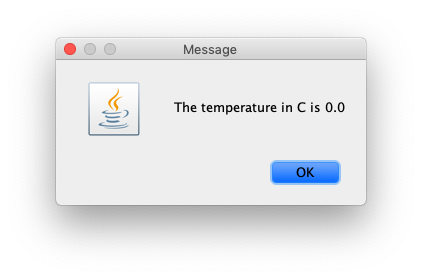 Message
The temperature in C is 0.0
OK